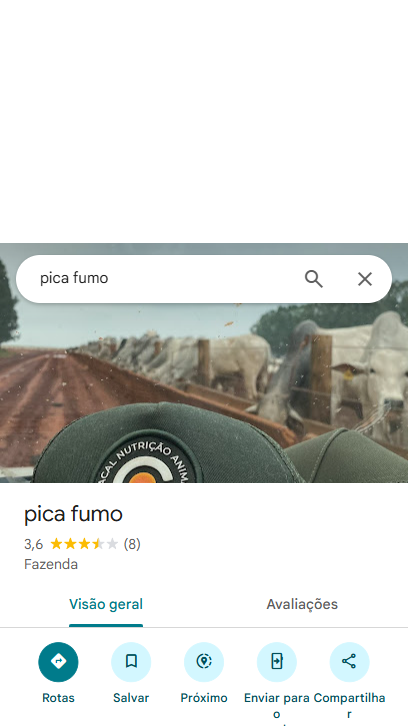 pica fumo
ACAL NUTRIÇÃO ANIMA
pica fumo
3,6 (8)
Fazenda
Visão geral
Avaliações
Rotas
Salvar
Próximo
Enviar para o
Compartilhar